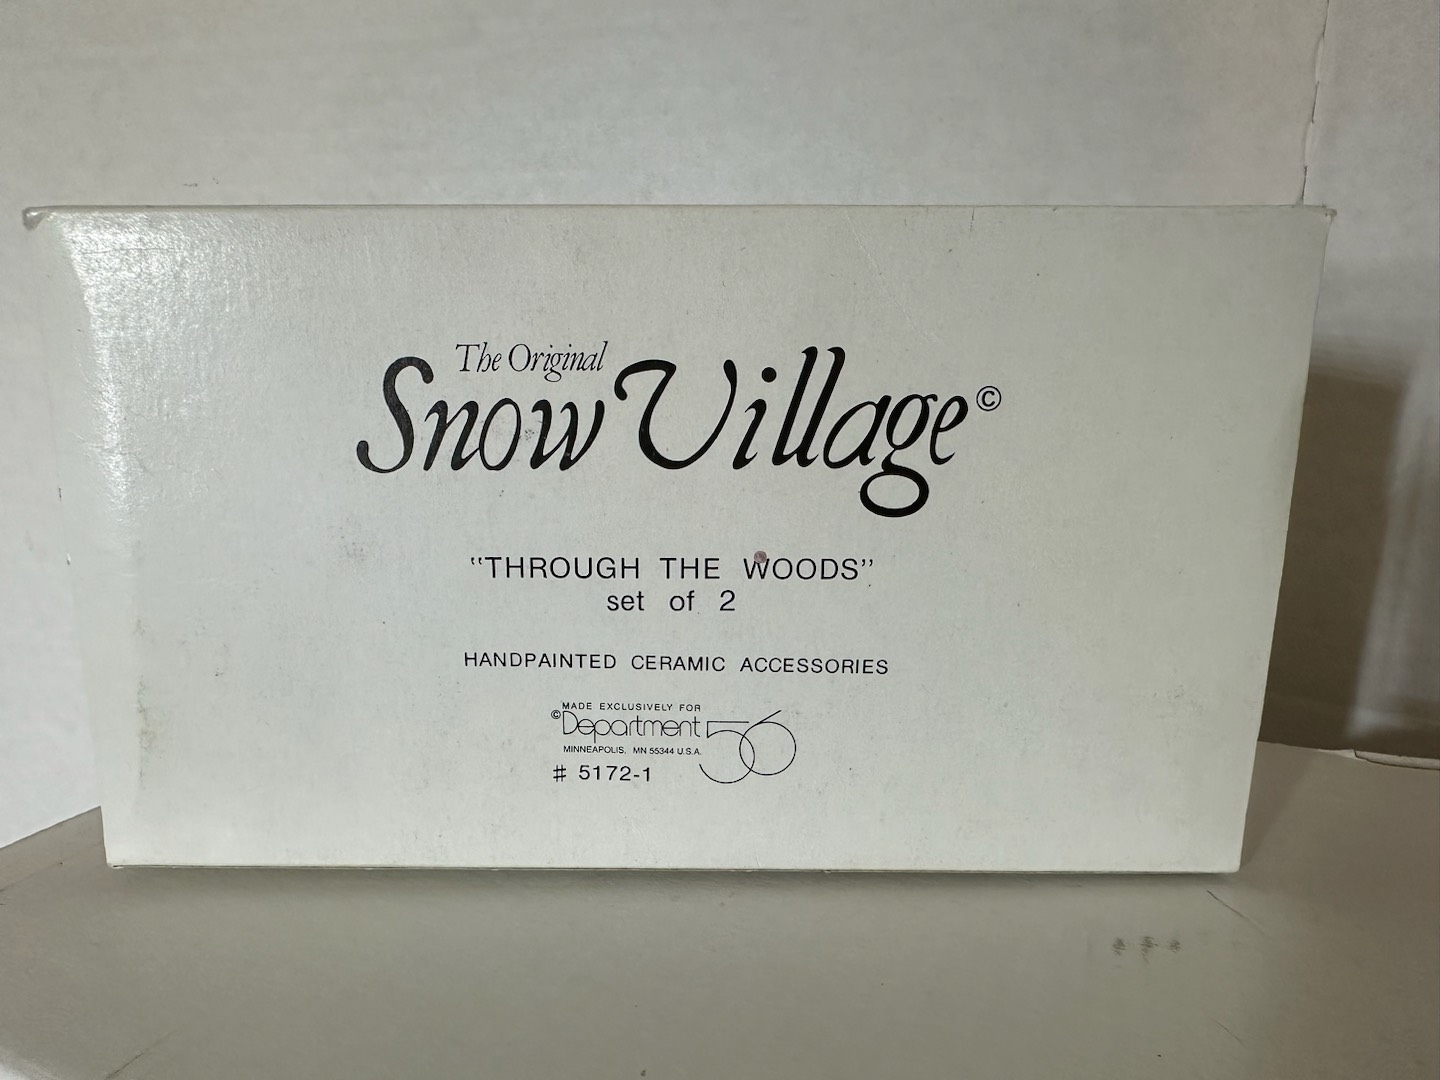 The Original
Snow Village©
"THROUGH THE WOODS"
set of 2
HANDPAINTED CERAMIC ACCESSORIES
MADE EXCLUSIVELY FOR
©Department 56
MINNEAPOLIS, MN 55344 U.S.A.
# 5172-1